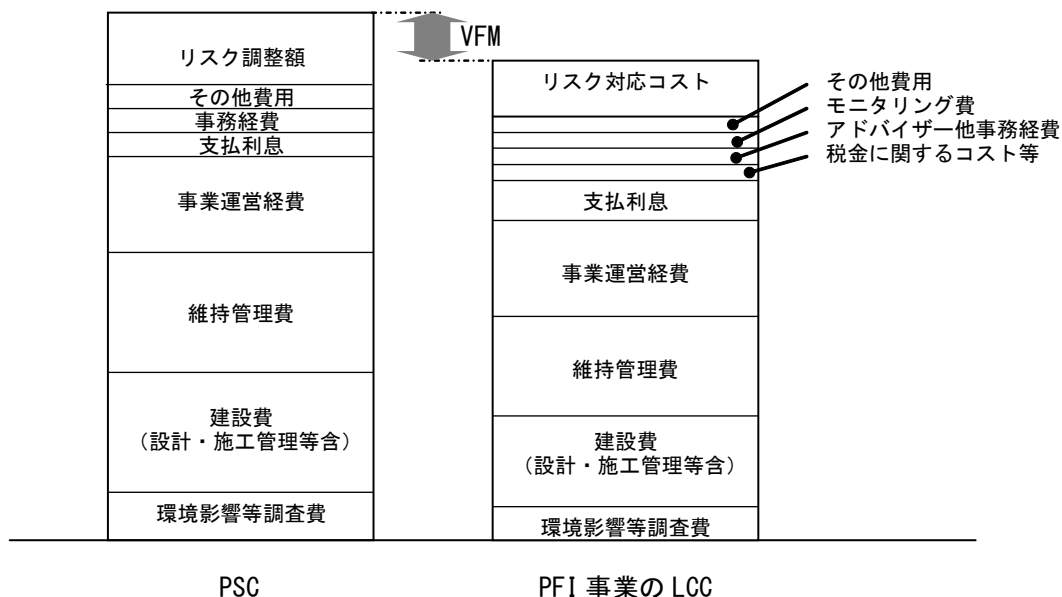 VFM
リスク調整額
その他費用
事務経費
支払利息
事業運営経費
維持管理費
建設費
(設計・施工管理等含)
環境影響等調査費
PSC
リスク対応コスト
その他費用
モニタリング費
アドバイザー他事務経費
税金に関するコスト等
支払利息
事業運営経費
維持管理費
建設費
(設計・施工管理等含)
環境影響等調査費
PFI 事業の LCC